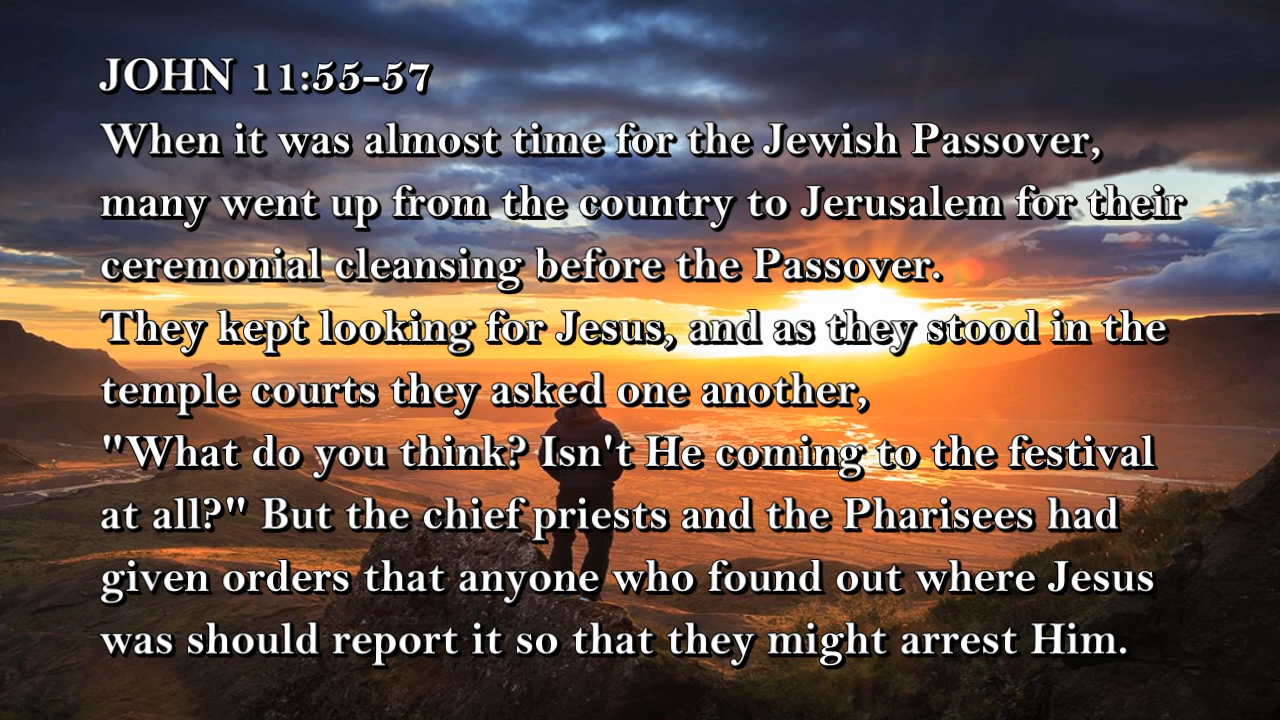 JOHN 11:55-57
When it was almost time for the Jewish Passover,
many went up from the country to Jerusalem for their
ceremonial cleansing before the Passover.
They kept looking for Jesus, and as they stood in the
temple courts they asked one another,
"What do you think? Isn't He coming to the festival
at all?" But the chief priests and the Pharisees had
given orders that anyone who found out where Jesus
was should report it so that they might arrest Him.